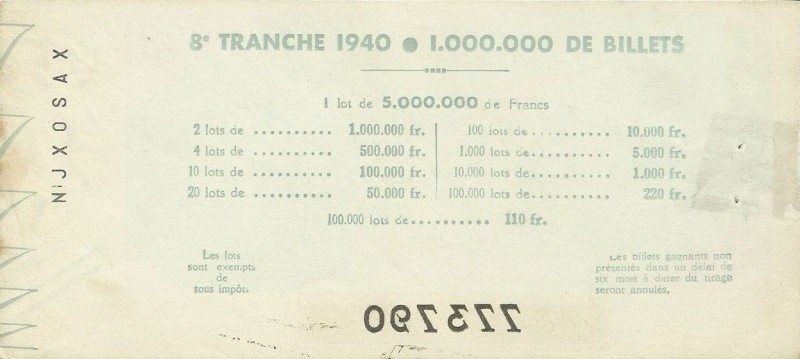 8e TRANCHE 1940 ● 1.000.000 DE BILLETS
1 lot de 5.000.000 de Francs
2 lots de .......... 1.000.000 fr.
4 lots de .......... 500.000 fr.
10 lots de .......... 100.000 fr.
20 lots de .......... 50.000 fr.
100 lots de .......... 10.000 fr.
1.000 lots de .......... 5.000 fr.
10.000 lots de .......... 1.000 fr.
100.000 lots de .......... 220 fr.
100.000 lots de .......... 110 fr.
Les lots
sont exempts
de
tous impôts
Les billets gagnants non
présentés dans un délai de
six mois à dater du tirage
seront annulés.
773790